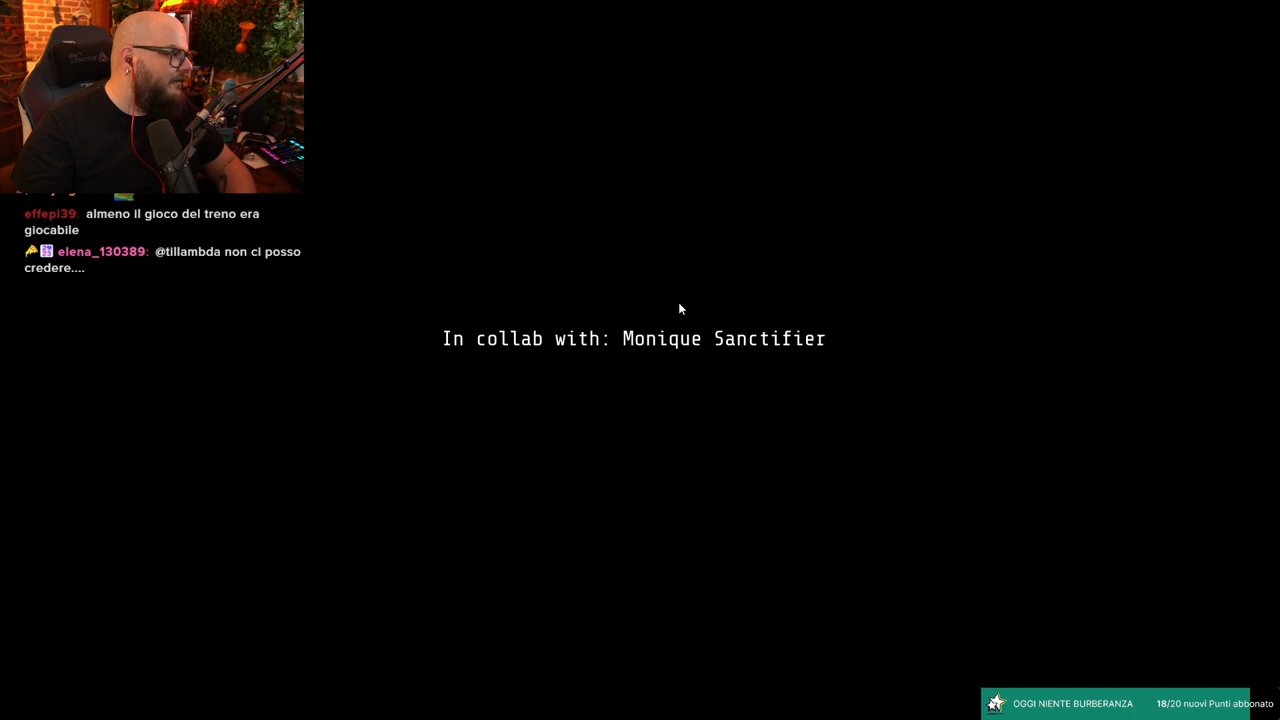 effepi39: almeno il gioco del treno era
giocabile
elena_130389: @tillambda non ci posso
credere....
In collab with: Monique Sanctifier
OGGI NIENTE BURBERANZA 18/20 nuovi Punti abbonato